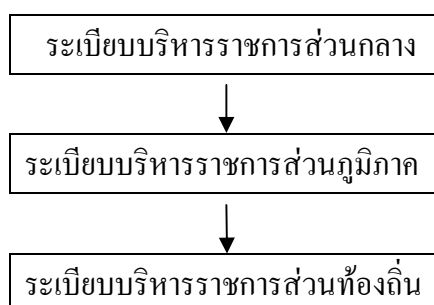 ระเบียบบริหารราชการส่วนกลาง
ระเบียบบริหารราชการส่วนภูมิภาค
ระเบียบบริหารราชการส่วนท้องถิ่น